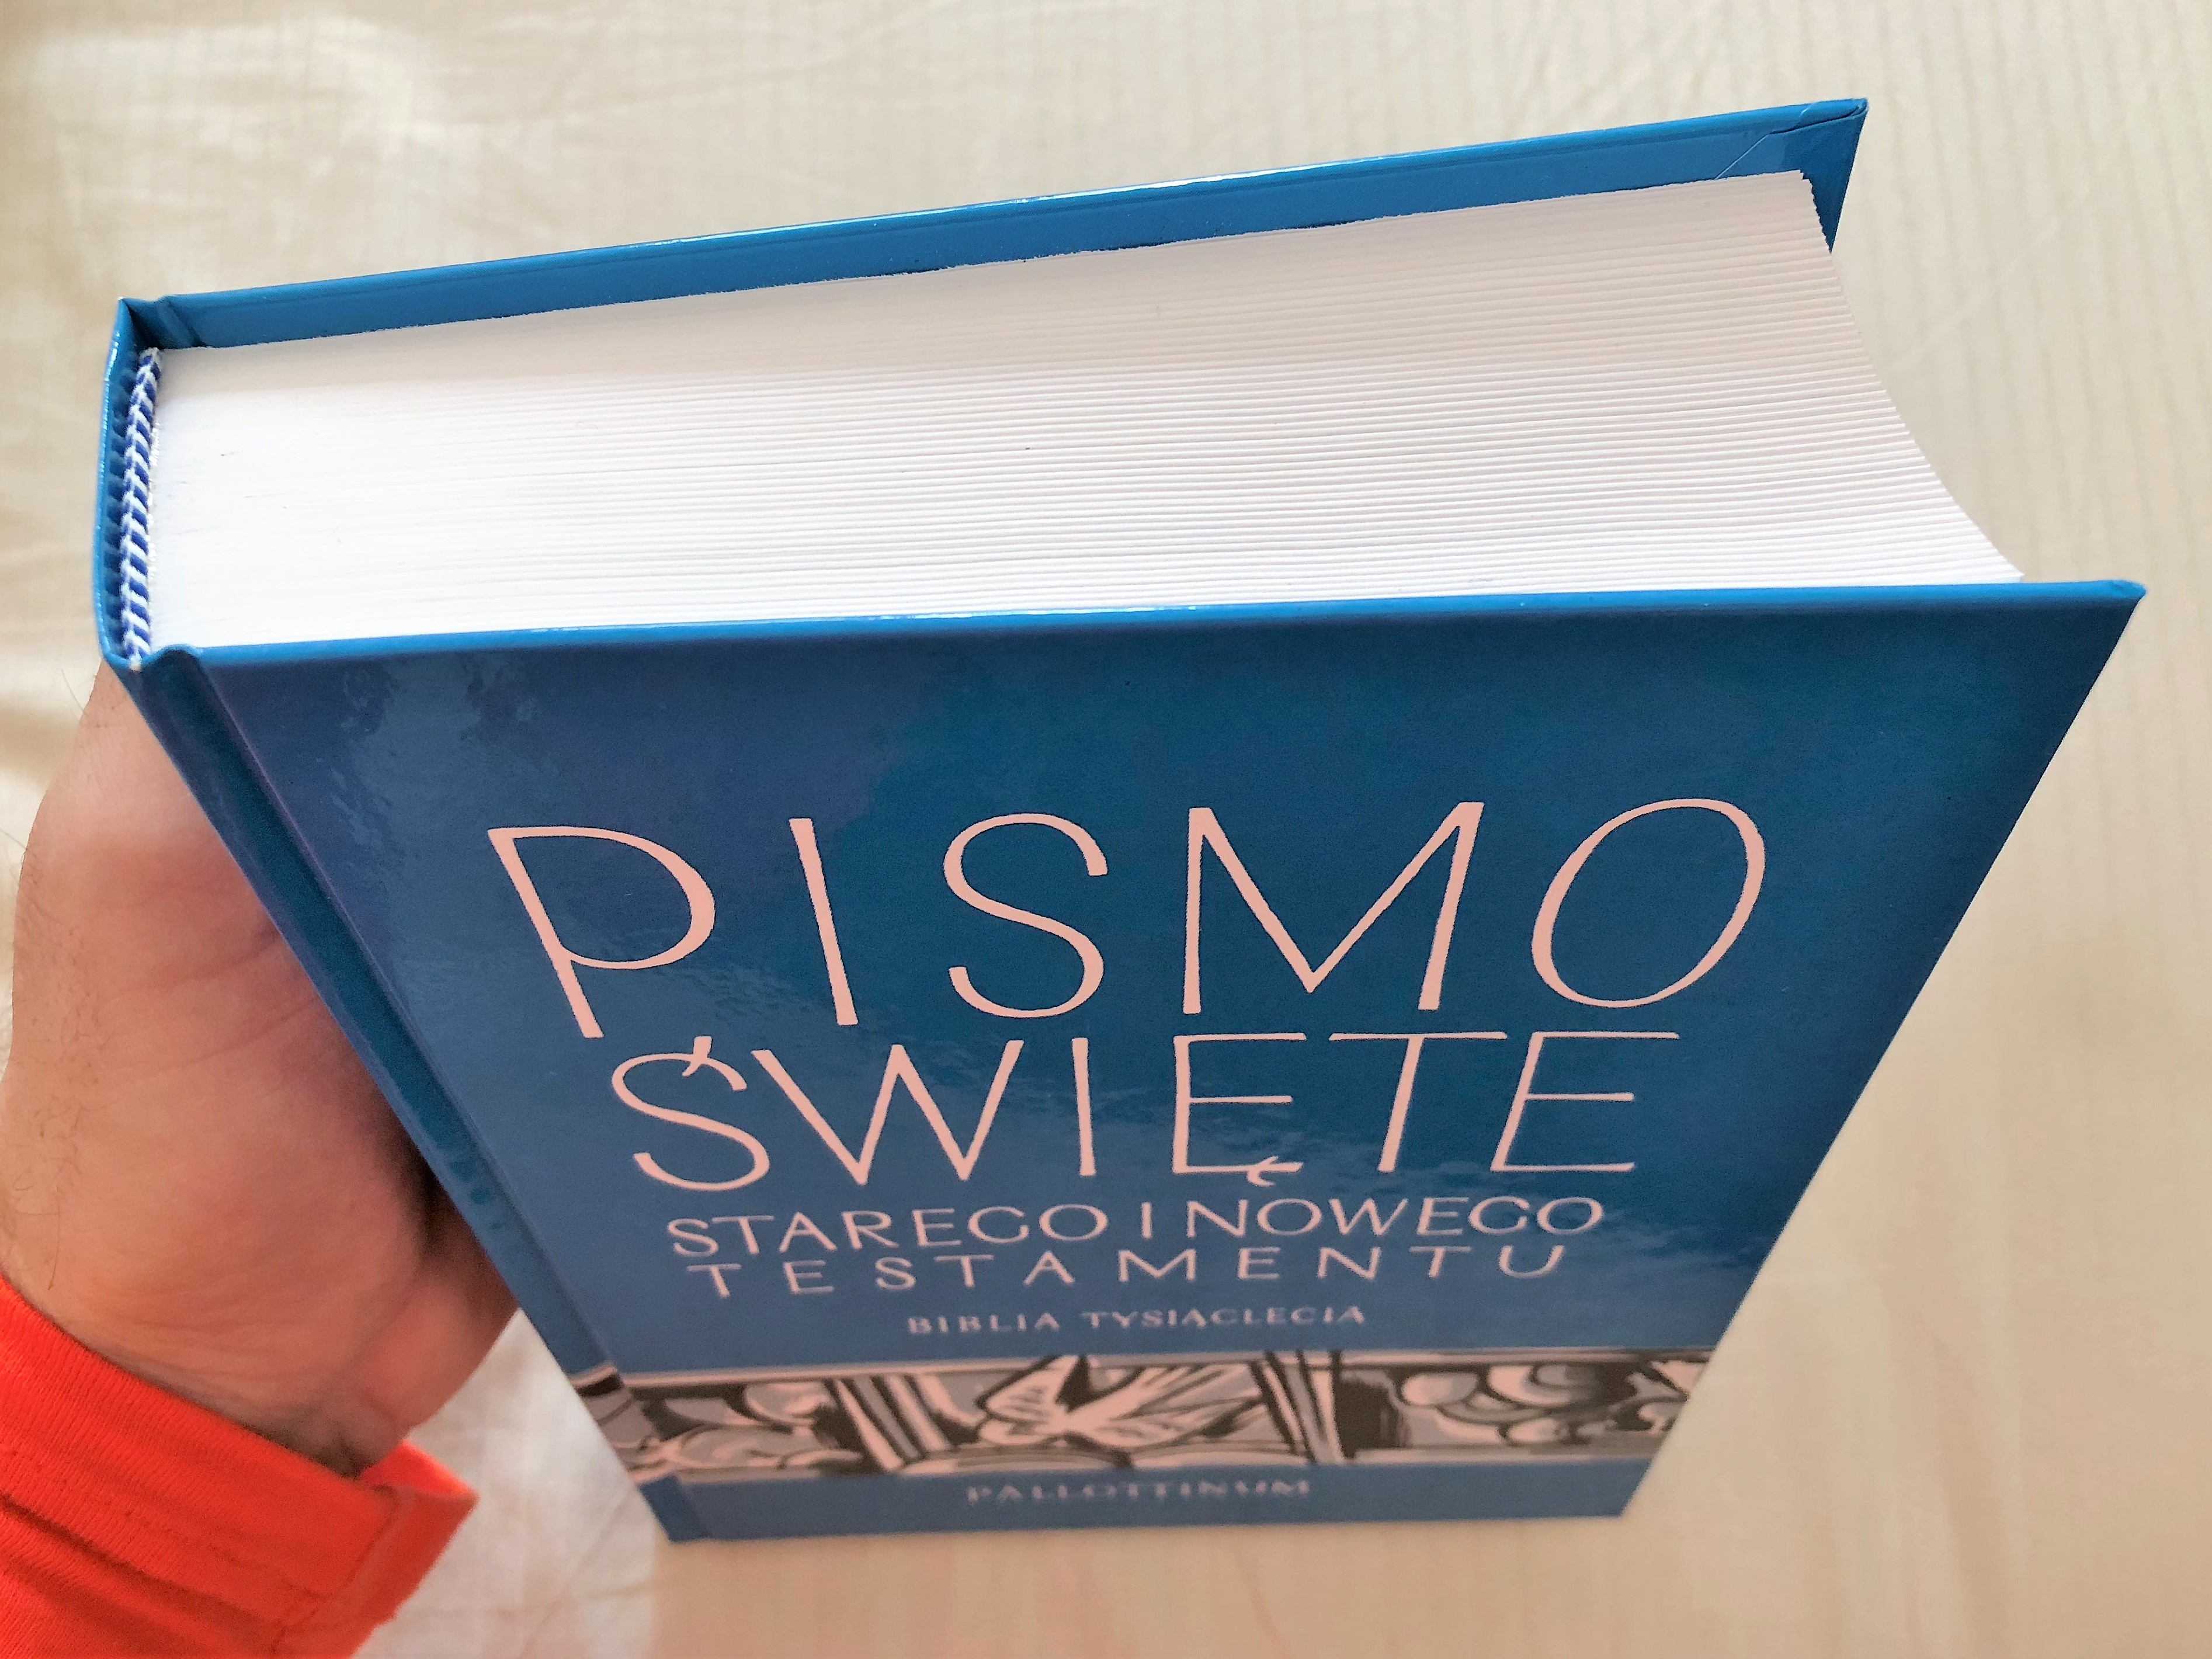 PISMO
ŚWIĘTE
STAREGO I NOWEGO
TESTAMENTU
BIBLIA TYSIĄCLECIA
PALLOTTINUM